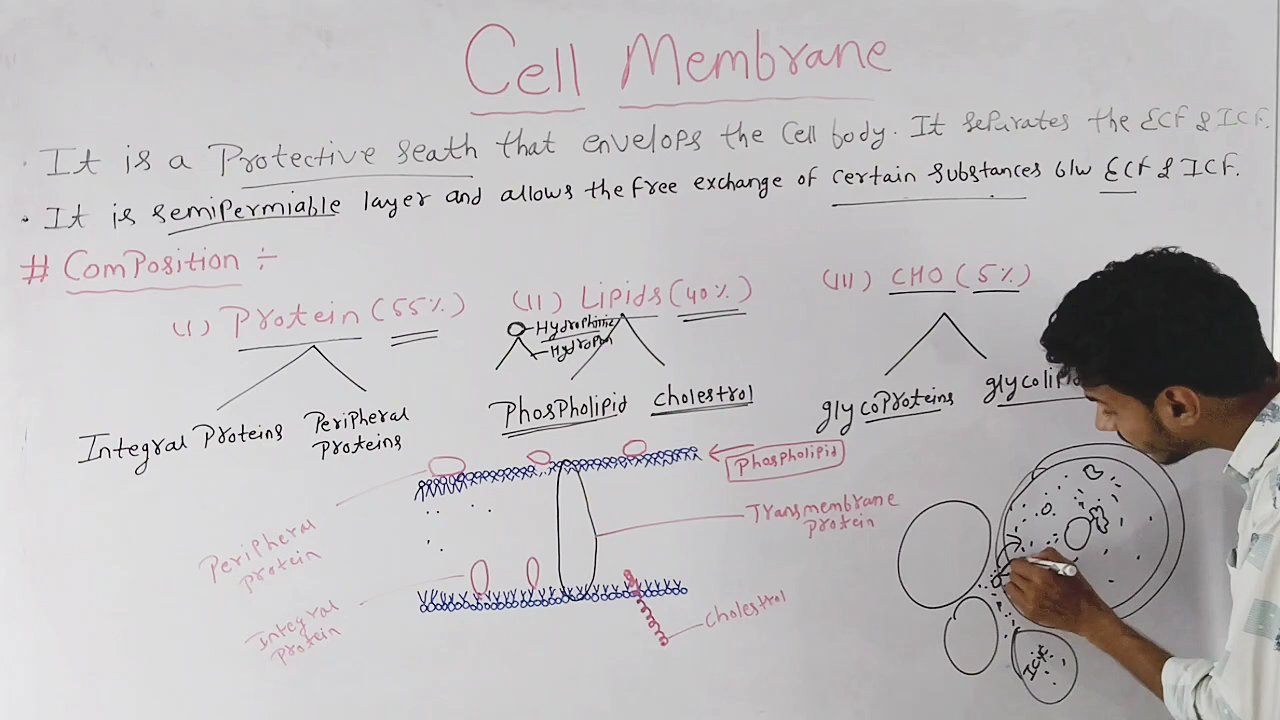 Cell Membrane
· It is a Protective seath that envelops the Cell body. It separates the ECF & ICF.
· It is semipermiable layer and allows the free exchange of certain substances b/w ECF & ICF.
# Composition ÷
(I) Protein (55%)
(II) Lipids (40%)
(III) CHO (5%)
Integral Proteins
Peripheral
Proteins
Phospholipid
cholestrol
glycoproteins
Phospholipid
Peripheral
protein
Transmembrane
protein
Integral
protein
cholestrol
ICF